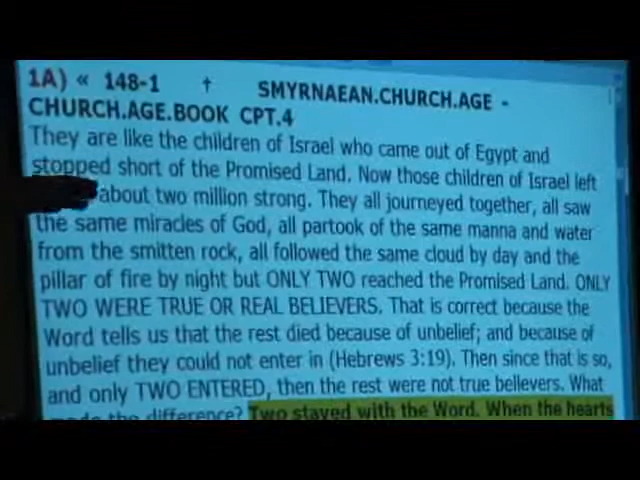 1A) « 148-1 † SMYRNAEAN.CHURCH.AGE -
CHURCH.AGE.BOOK CPT.4
They are like the children of Israel who came out of Egypt and
stopped short of the Promised Land. Now those children of Israel left
about two million strong. They all journeyed together, all saw
the same miracles of God, all partook of the same manna and water
from the smitten rock, all followed the same cloud by day and the
pillar of fire by night but ONLY TWO reached the Promised Land. ONLY
TWO WERE TRUE OR REAL BELIEVERS. That is correct because the
Word tells us that the rest died because of unbelief; and because of
unbelief they could not enter in (Hebrews 3:19). Then since that is so,
and only TWO ENTERED, then the rest were not true believers. What
made the difference? Two stayed with the Word. When the hearts